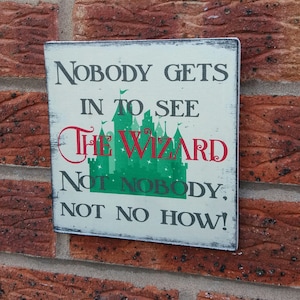 NOBODY GETS
IN TO SEE
THE WIZARD
NOT NOBODY,
NOT NO HOW!